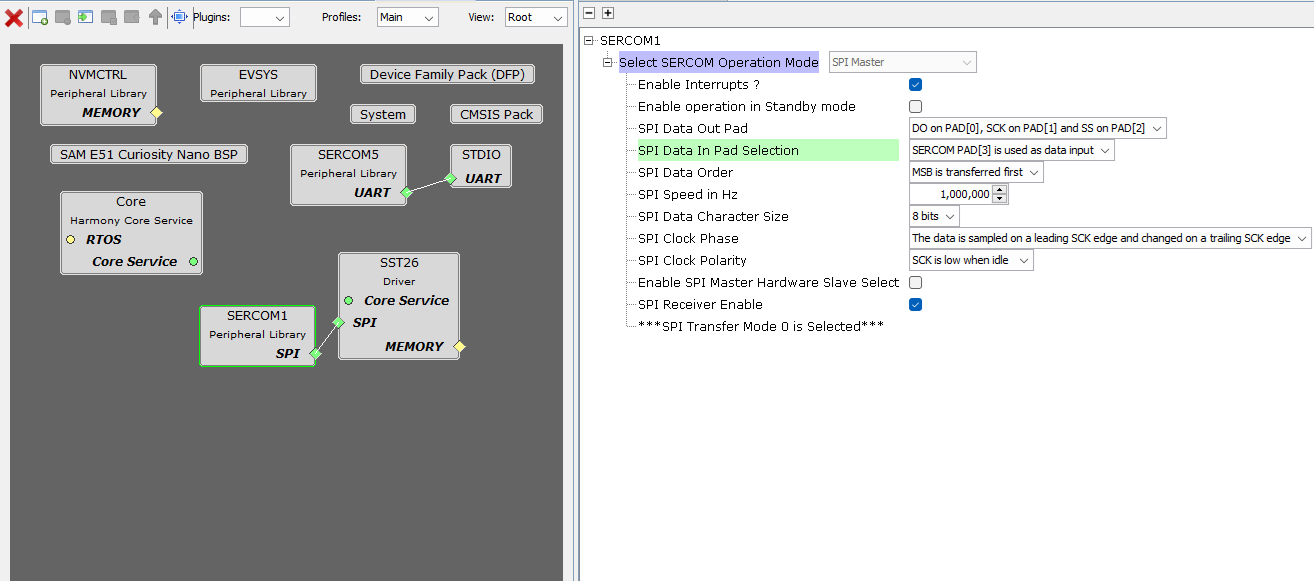 Plugins:
Profiles:
Main
View:
Root
NVMCTRL
Peripheral Library
MEMORY
EVSYS
Peripheral Library
Device Family Pack (DFP)
System
CMSIS Pack
SAM E51 Curiosity Nano BSP
SERCOM5
Peripheral Library
UART
STDIO
UART
Core
Harmony Core Service
RTOS
Core Service
SST26
Driver
Core Service
SPI
MEMORY
SERCOM1
Peripheral Library
SPI
SERCOM1
Select SERCOM Operation Mode SPI Master
Enable Interrupts ?
Enable operation in Standby mode
SPI Data Out Pad DO on PAD[0], SCK on PAD[1] and SS on PAD[2]
SPI Data In Pad Selection SERCOM PAD[3] is used as data input
SPI Data Order MSB is transferred first
SPI Speed in Hz 1,000,000
SPI Data Character Size 8 bits
SPI Clock Phase The data is sampled on a leading SCK edge and changed on a trailing SCK edge
SPI Clock Polarity SCK is low when idle
Enable SPI Master Hardware Slave Select
SPI Receiver Enable
***SPI Transfer Mode 0 is Selected***